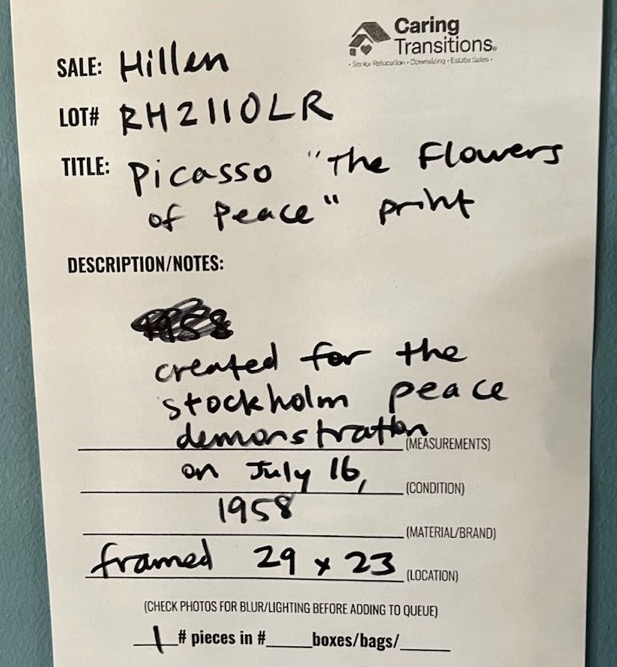 Caring
Transitions®
• Senior Relocation • Downsizing • Estate Sales •
SALE: Hillen
LOT# RH2110LR
TITLE: Picasso "The Flowers
of Peace" print
DESCRIPTION/NOTES:
created for the
stockholm peace
demonstration
(MEASUREMENTS)
on July 16,
(CONDITION)
1958
(MATERIAL/BRAND)
framed 29 x 23
(LOCATION)
(CHECK PHOTOS FOR BLUR/LIGHTING BEFORE ADDING TO QUEUE)
1 # pieces in #____boxes/bags/____